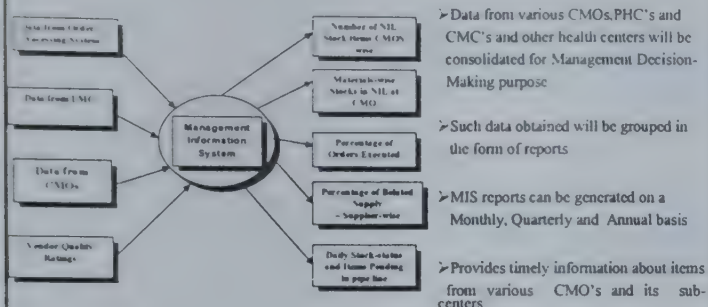 Data from Order
Processing System
Data from
Data from
CMOs
Vendor Quality
Ratings
Management
Information
System
Number of NIL
Stock Items CMOS
wise
Materials-wise
Stocks in NIL at
CMO
Percentage of
Orders Executed
Percentage of Belated
Supply
- Supplier-wise
Daily Stock-status
and Items Pending
in pipeline
➢Data from various CMOs,PHC's and
CMC's and other health centers will be
consolidated for Management Decision-
Making purpose
➢Such data obtained will be grouped in
the form of reports
➢MIS reports can be generated on a
Monthly, Quarterly and Annual basis
➢Provides timely information about items
from various CMO's and its sub-
centers